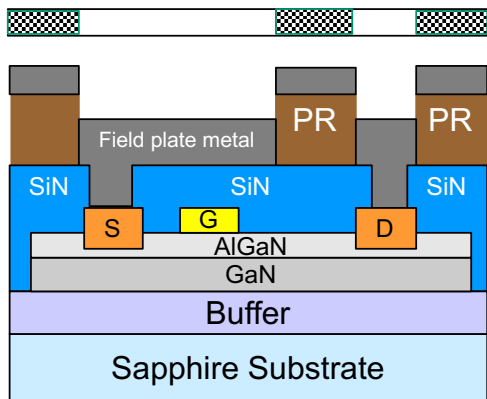 PR
PR
Field plate metal
SiN
SiN
SiN
S
G
D
AlGaN
GaN
Buffer
Sapphire Substrate